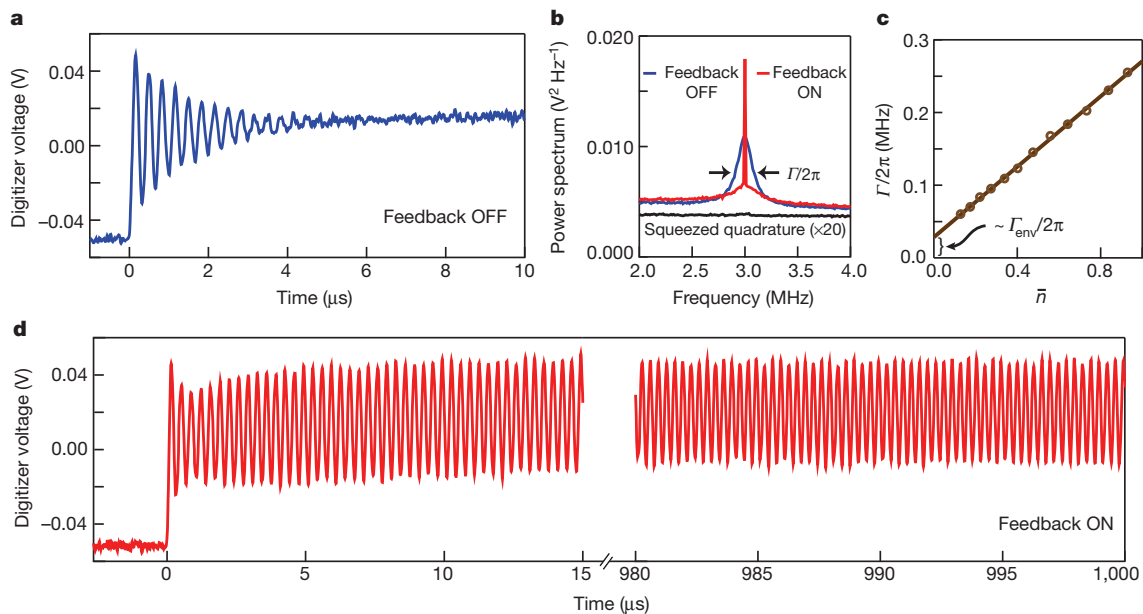 a
Digitizer voltage (V)
0.04
0.00
−0.04
Feedback OFF
0
2
4
6
8
10
Time (μs)
b
Power spectrum (V² Hz⁻¹)
0.020
0.010
0.000
Feedback
OFF
Feedback
ON
Γ/2π
Squeezed quadrature (×20)
2.0
2.5
3.0
3.5
4.0
Frequency (MHz)
c
Γ/2π (MHz)
0.3
0.2
0.1
0.0
~ Γenv/2π
0.0
0.4
0.8
n̄
d
Digitizer voltage (V)
0.04
0.00
−0.04
Feedback ON
0
5
10
15
980
985
990
995
1,000
Time (μs)